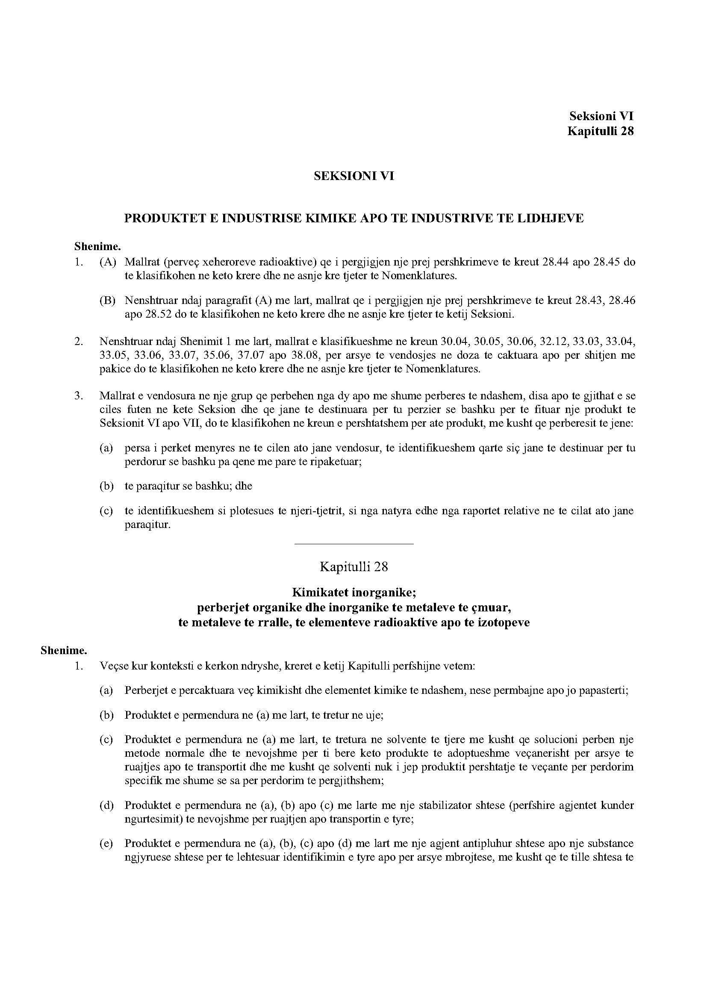 Seksioni VI
Kapitulli 28
SEKSIONI VI
PRODUKTET E INDUSTRISE KIMIKE APO TE INDUSTRIVE TE LIDHJEVE
Shenime.
1. (A) Mallrat (perveç xeheroreve radioaktive) qe i pergjigjen nje prej pershkrimeve te kreut 28.44 apo 28.45 do
te klasifikohen ne keto krere dhe ne asnje kre tjeter te Nomenklatures.
(B) Nenshtruar ndaj paragrafit (A) me lart, mallrat qe i pergjigjen nje prej pershkrimeve te kreut 28.43, 28.46
apo 28.52 do te klasifikohen ne keto krere dhe ne asnje kre tjeter te ketij Seksioni.
2. Nenshtruar ndaj Shenimit 1 me lart, mallrat e klasifikueshme ne kreun 30.04, 30.05, 30.06, 32.12, 33.03, 33.04,
33.05, 33.06, 33.07, 35.06, 37.07 apo 38.08, per arsye te vendosjes ne doza te caktuara apo per shitjen me
pakice do te klasifikohen ne keto krere dhe ne asnje kre tjeter te Nomenklatures.
3. Mallrat e vendosura ne nje grup qe perbehen nga dy apo me shume perberes te ndashem, disa apo te gjithat e se
ciles futen ne kete Seksion dhe qe jane te destinuara per tu perzier se bashku per te fituar nje produkt te
Seksionit VI apo VII, do te klasifikohen ne kreun e pershtatshem per ate produkt, me kusht qe perberesit te jene:
(a) persa i perket menyres ne te cilen ato jane vendosur, te identifikueshem qarte siç jane te destinuar per tu
perdorur se bashku pa qene me pare te ripaketuar;
(b) te paraqitur se bashku; dhe
(c) te identifikueshem si plotesues te njeri-tjetrit, si nga natyra edhe nga raportet relative ne te cilat ato jane
paraqitur.
Kapitulli 28
Kimikatet inorganike;
perberjet organike dhe inorganike te metaleve te çmuar,
te metaleve te rralle, te elementeve radioaktive apo te izotopeve
Shenime.
1. Veçse kur konteksti e kerkon ndryshe, kreret e ketij Kapitulli perfshijne vetem:
(a) Perberjet e percaktuara veç kimikisht dhe elementet kimike te ndashem, nese permbajne apo jo papasterti;
(b) Produktet e permendura ne (a) me lart, te tretur ne uje;
(c) Produktet e permendura ne (a) me lart, te tretura ne solvente te tjere me kusht qe solucioni perben nje
metode normale dhe te nevojshme per ti bere keto produkte te adoptueshme veçanerisht per arsye te
ruajtjes apo te transportit dhe me kusht qe solventi nuk i jep produktit pershtatje te veçante per perdorim
specifik me shume se sa per perdorim te pergjithshem;
(d) Produktet e permendura ne (a), (b) apo (c) me larte me nje stabilizator shtese (perfshire agjentet kunder
ngurtesimit) te nevojshme per ruajtjen apo transportin e tyre;
(e) Produktet e permendura ne (a), (b), (c) apo (d) me lart me nje agjent antipluhur shtese apo nje substance
ngjyruese shtese per te lehtesuar identifikimin e tyre apo per arsye mbrojtese, me kusht qe te tille shtesa te